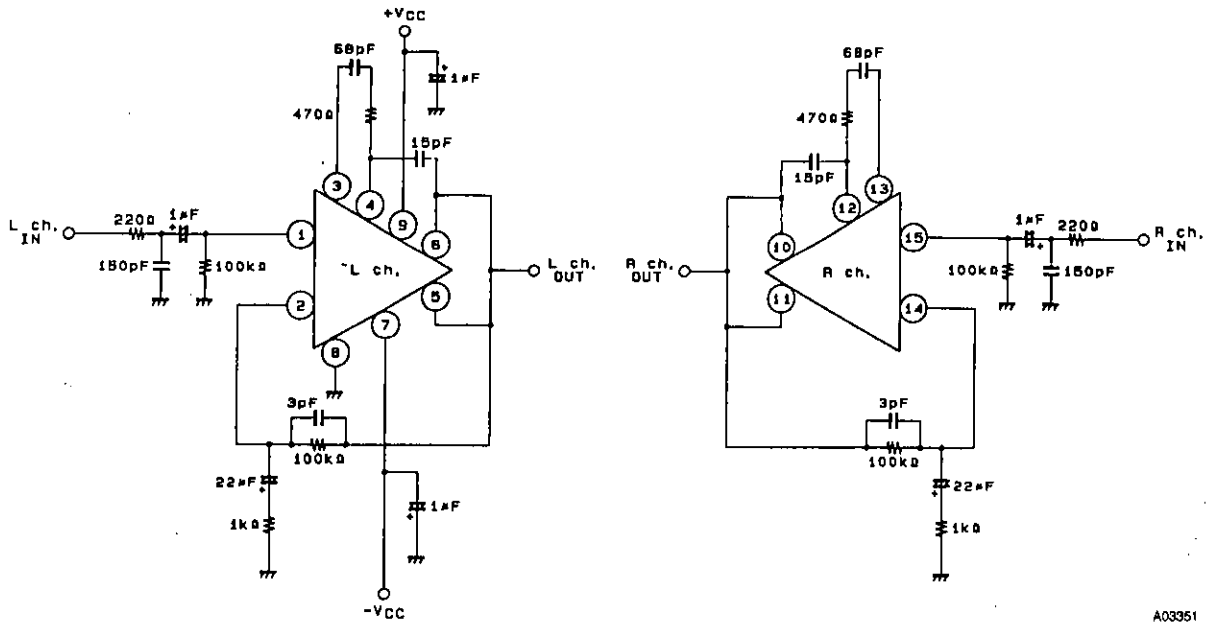 +VCC
68pF
1μF
470Ω
15pF
3
4
9
6
L ch.
IN
220Ω
1μF
+
150pF
100kΩ
1
2
L ch.
8
7
5
L ch.
OUT
3pF
100kΩ
22μF
+
1kΩ
1μF
+
-VCC
68pF
470Ω
15pF
13
12
10
11
R ch.
OUT
R ch.
15
14
1μF
+
220Ω
R ch.
IN
100kΩ
150pF
3pF
100kΩ
22μF
+
1kΩ
A03351